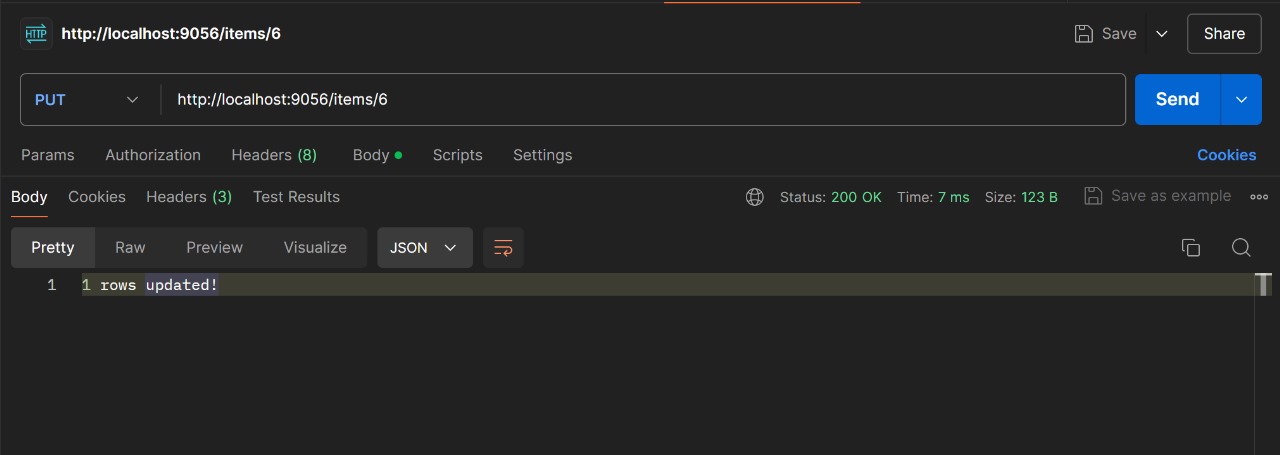 HTTP http://localhost:9056/items/6 Save Share
PUT http://localhost:9056/items/6 Send
Params Authorization Headers (8) Body Scripts Settings Cookies
Body Cookies Headers (3) Test Results Status: 200 OK Time: 7 ms Size: 123 B Save as example
Pretty Raw Preview Visualize JSON
1 1 rows updated!